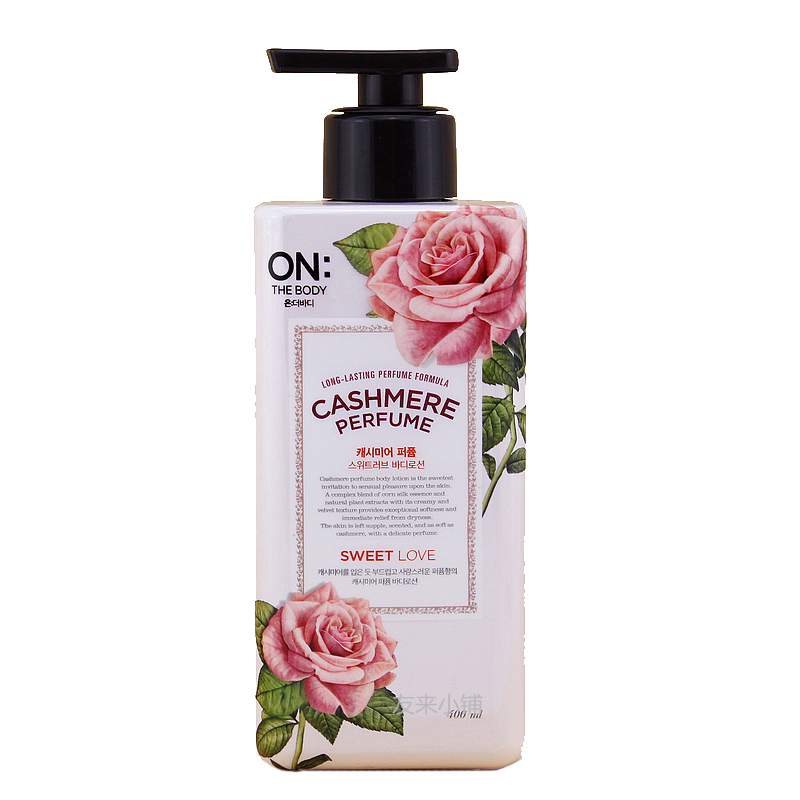 ON:
THE BODY
온:더바디
LONG-LASTING PERFUME FORMULA
CASHMERE
PERFUME
캐시미어 퍼퓸
스위트러브 바디로션
Cashmere perfume body lotion is the sweetest
invitation to sensual pleasure upon the skin.
A complex blend of corn silk essence and
natural plant extracts with its creamy and
velvet texture provides exceptional softness and
immediate relief from dryness.
The skin is left supple, scented, and as soft as
cashmere, with a delicate perfume.
SWEET LOVE
캐시미어를 입은 듯 부드럽고 사랑스러운 퍼퓸향의
캐시미어 퍼퓸 바디로션
友来小铺
400 ml